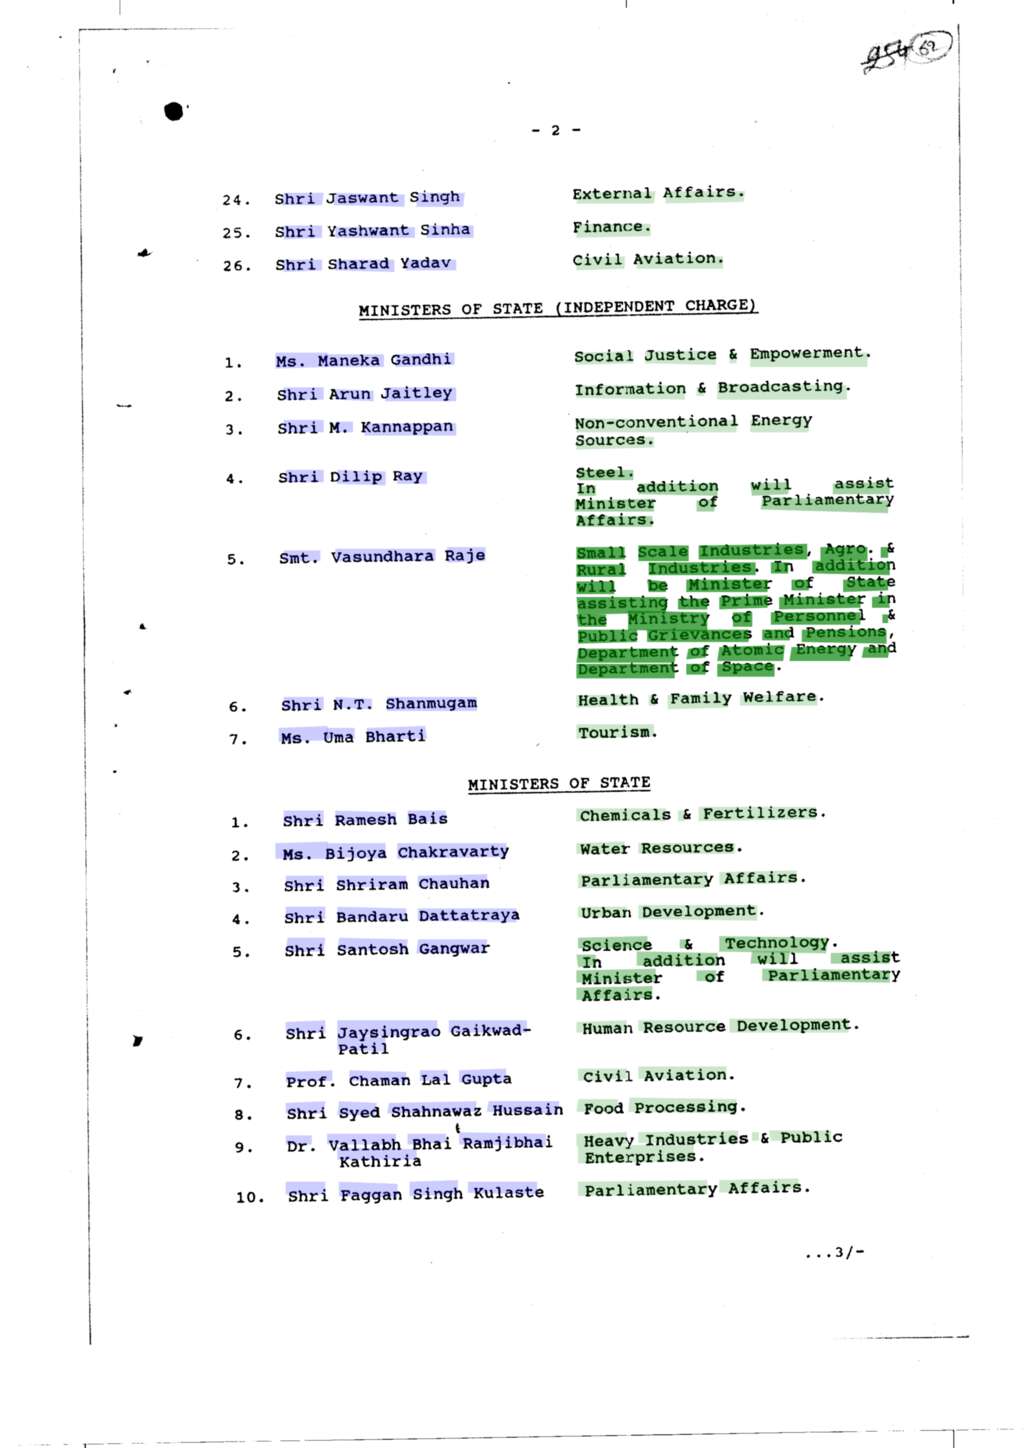 254 62
- 2 -
24. Shri Jaswant Singh External Affairs.
25. Shri Yashwant Sinha Finance.
26. Shri Sharad Yadav Civil Aviation.
MINISTERS OF STATE (INDEPENDENT CHARGE)
1. Ms. Maneka Gandhi Social Justice & Empowerment.
2. Shri Arun Jaitley Information & Broadcasting.
3. Shri M. Kannappan Non-conventional Energy
Sources.
4. Shri Dilip Ray Steel.
In addition will assist
Minister of Parliamentary
Affairs.
5. Smt. Vasundhara Raje Small Scale Industries, Agro. &
Rural Industries. In addition
will be Minister of State
assisting the Prime Minister in
the Ministry of Personnel &
Public Grievances and Pensions,
Department of Atomic Energy and
Department of Space.
6. Shri N.T. Shanmugam Health & Family Welfare.
7. Ms. Uma Bharti Tourism.
MINISTERS OF STATE
1. Shri Ramesh Bais Chemicals & Fertilizers.
2. Ms. Bijoya Chakravarty Water Resources.
3. Shri Shriram Chauhan Parliamentary Affairs.
4. Shri Bandaru Dattatraya Urban Development.
5. Shri Santosh Gangwar Science & Technology.
In addition will assist
Minister of Parliamentary
Affairs.
6. Shri Jaysingrao Gaikwad- Human Resource Development.
Patil
7. Prof. Chaman Lal Gupta Civil Aviation.
8. Shri Syed Shahnawaz Hussain Food Processing.
9. Dr. Vallabh Bhai Ramjibhai Heavy Industries & Public
Kathiria Enterprises.
10. Shri Faggan Singh Kulaste Parliamentary Affairs.
...3/-